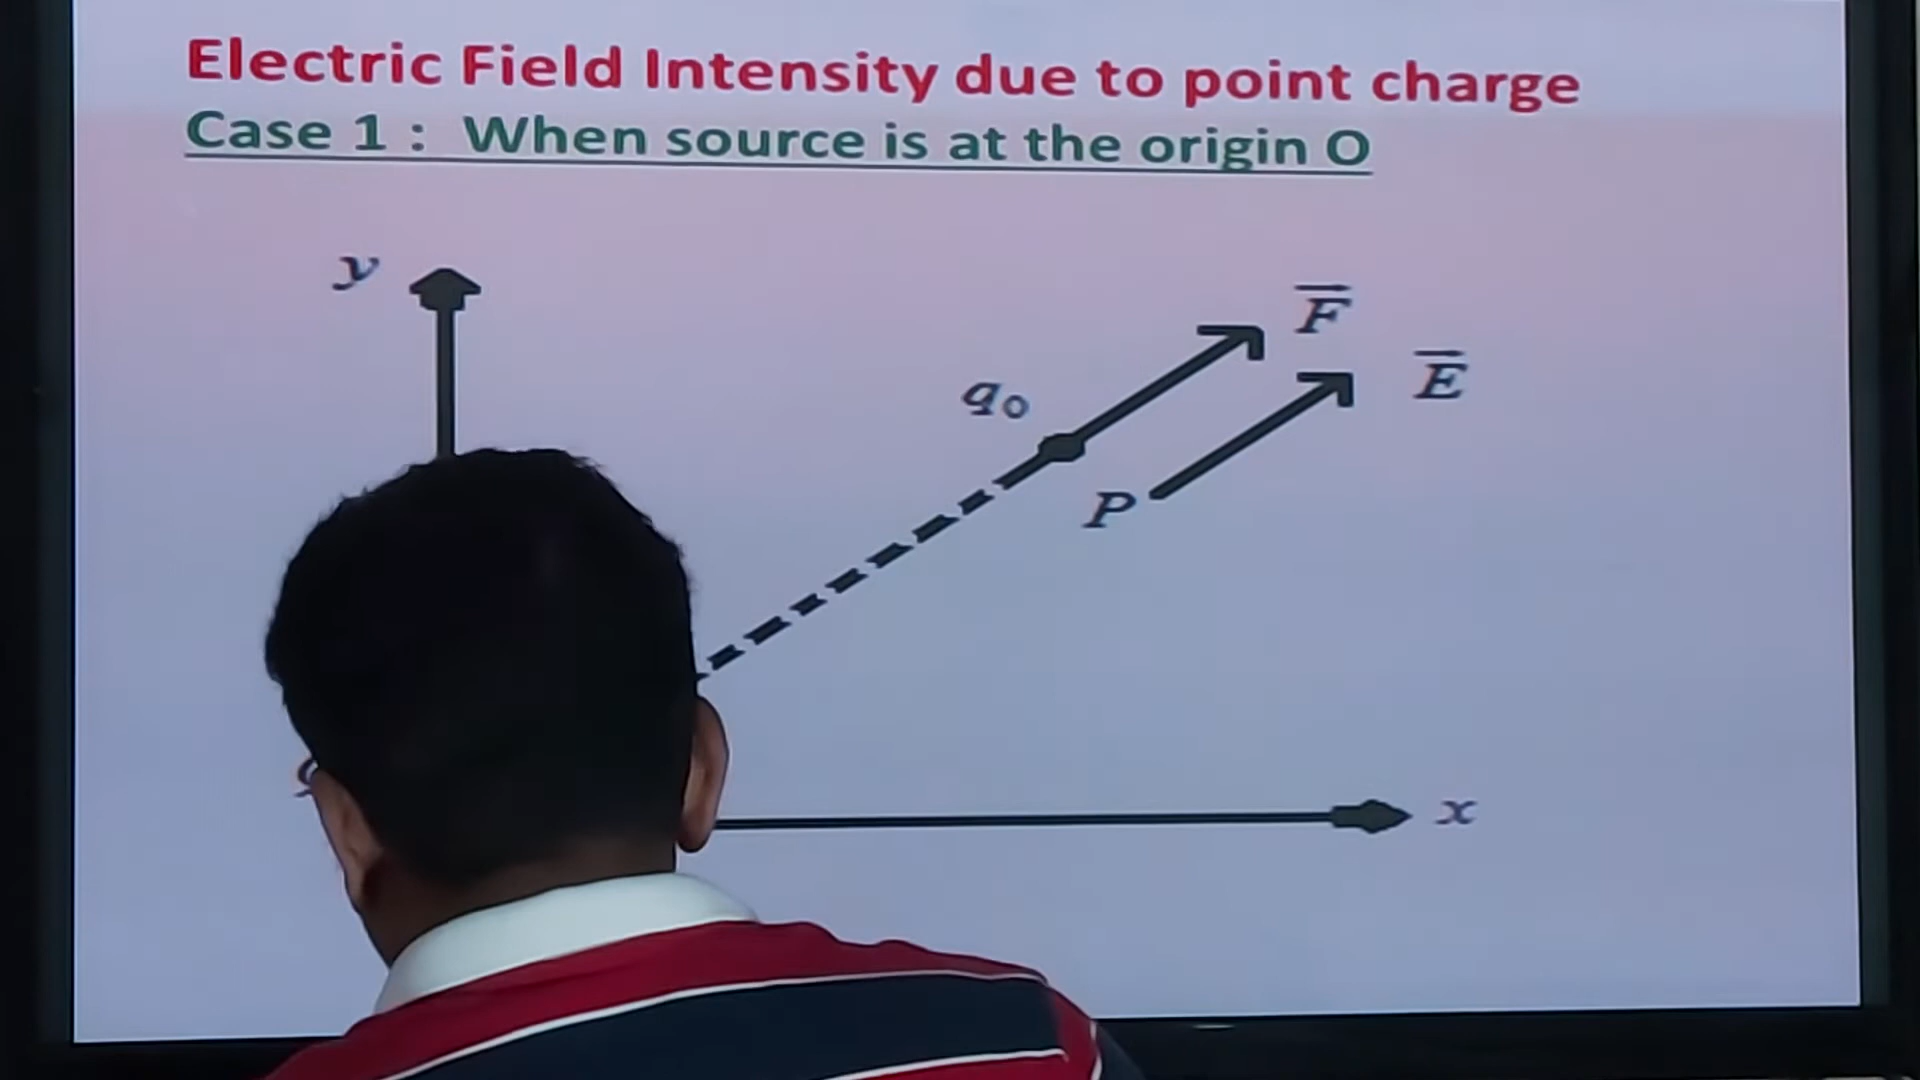 Electric Field Intensity due to point charge
Case 1 : When source is at the origin O
y
F
E
q₀
P
x